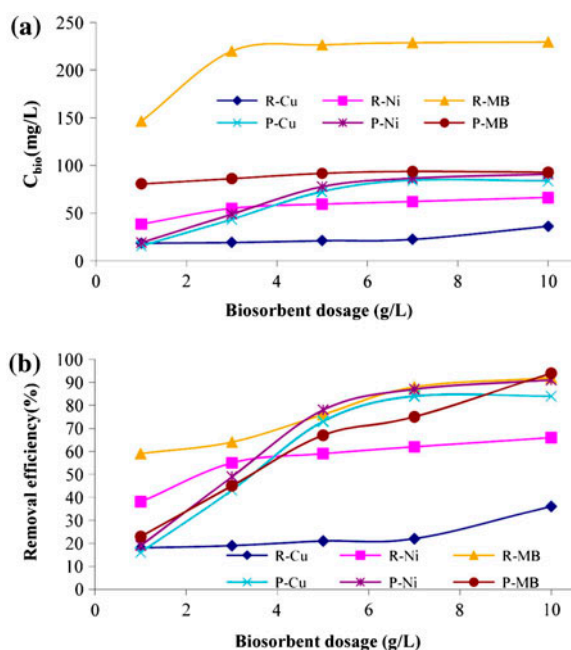 (a)
300
250
200
150
100
50
0
C_bio(mg/L)
R-Cu R-Ni R-MB
P-Cu P-Ni P-MB
0 2 4 6 8 10
Biosorbent dosage (g/L)
(b)
100
90
80
70
60
50
40
30
20
10
0
Removal efficiency(%)
R-Cu R-Ni R-MB
P-Cu P-Ni P-MB
0 2 4 6 8 10
Biosorbent dosage (g/L)